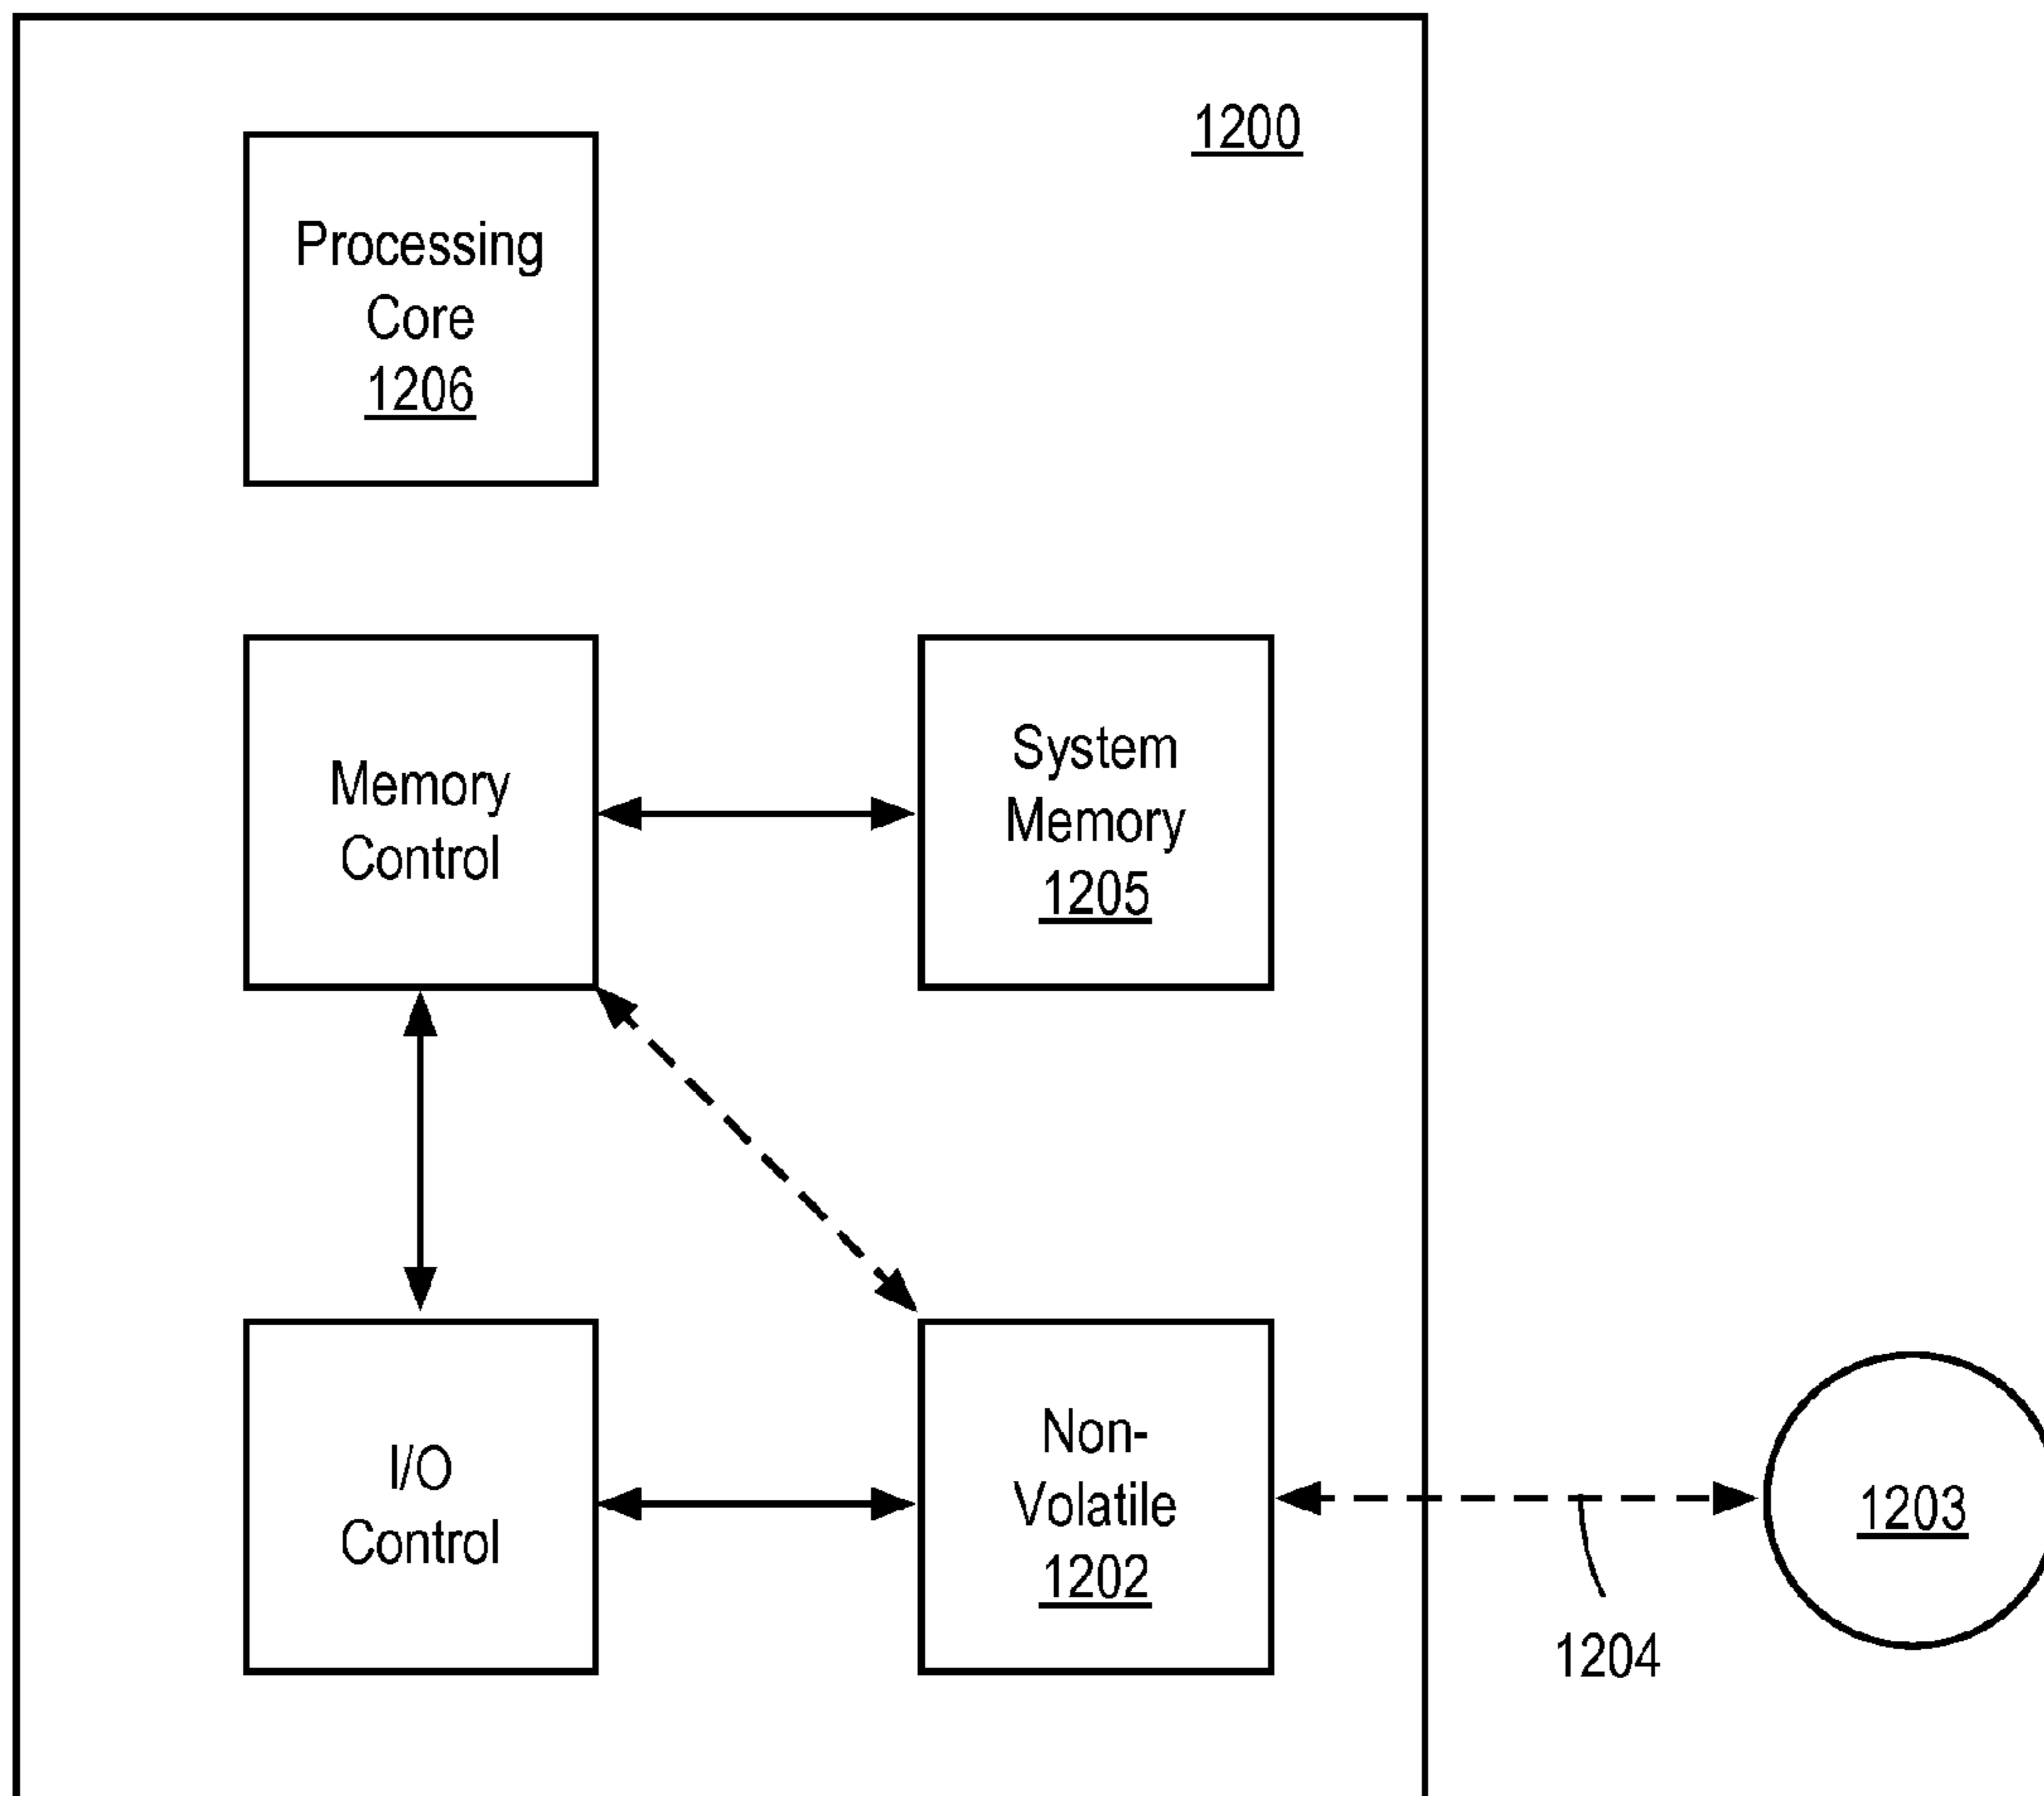 1200
Processing
Core
1206
Memory
Control
System
Memory
1205
I/O
Control
Non-
Volatile
1202
1203
1204